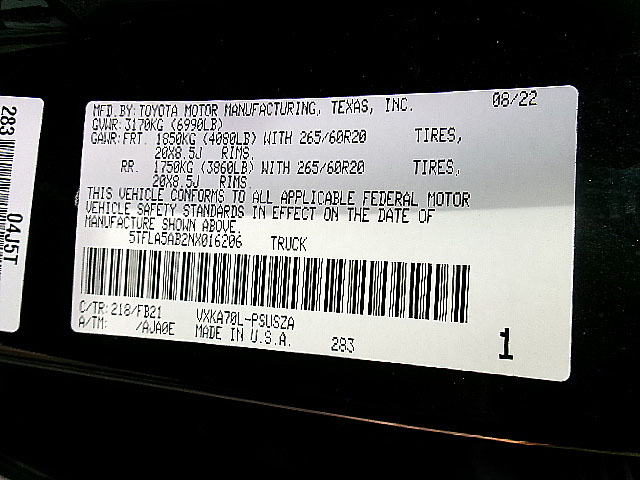 MFD.BY: TOYOTA MOTOR MANUFACTURING, TEXAS, INC. 08/22
GVWR: 3170KG (6990LB)
GAWR: FRT. 1850KG (4080LB) WITH 265/60R20 TIRES,
20X8.5J RIMS
RR. 1750KG (3860LB) WITH 265/60R20 TIRES,
20X8.5J RIMS
THIS VEHICLE CONFORMS TO ALL APPLICABLE FEDERAL MOTOR
VEHICLE SAFETY STANDARDS IN EFFECT ON THE DATE OF
MANUFACTURE SHOWN ABOVE.
5TFLA5AB2NX016206 TRUCK
C/TR: 218/FB21 VXKA70L-PSUSZA
A/TM: /AJA0E MADE IN U.S.A. 283
1
283
04J5T